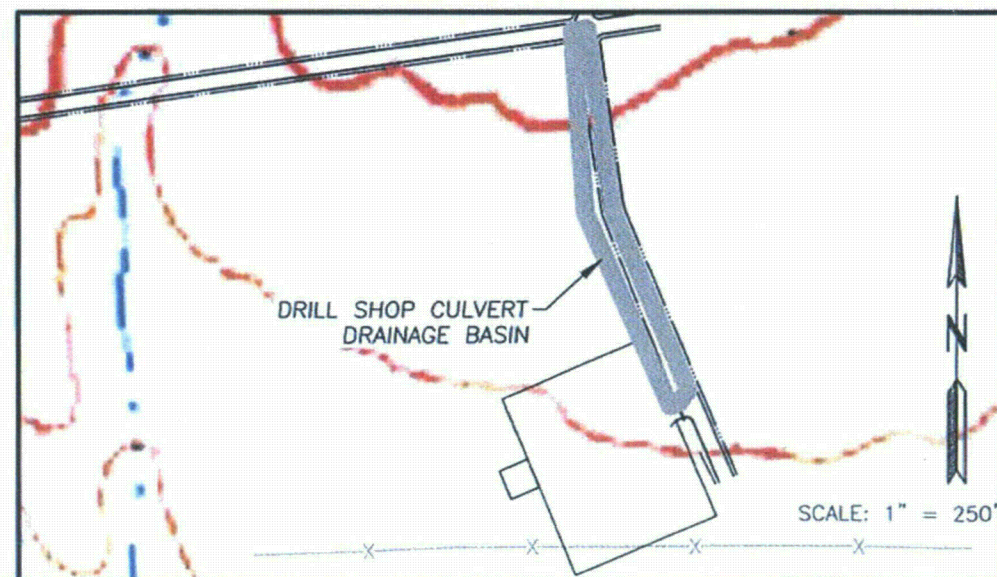 DRILL SHOP CULVERT
DRAINAGE BASIN
N
SCALE: 1" = 250'